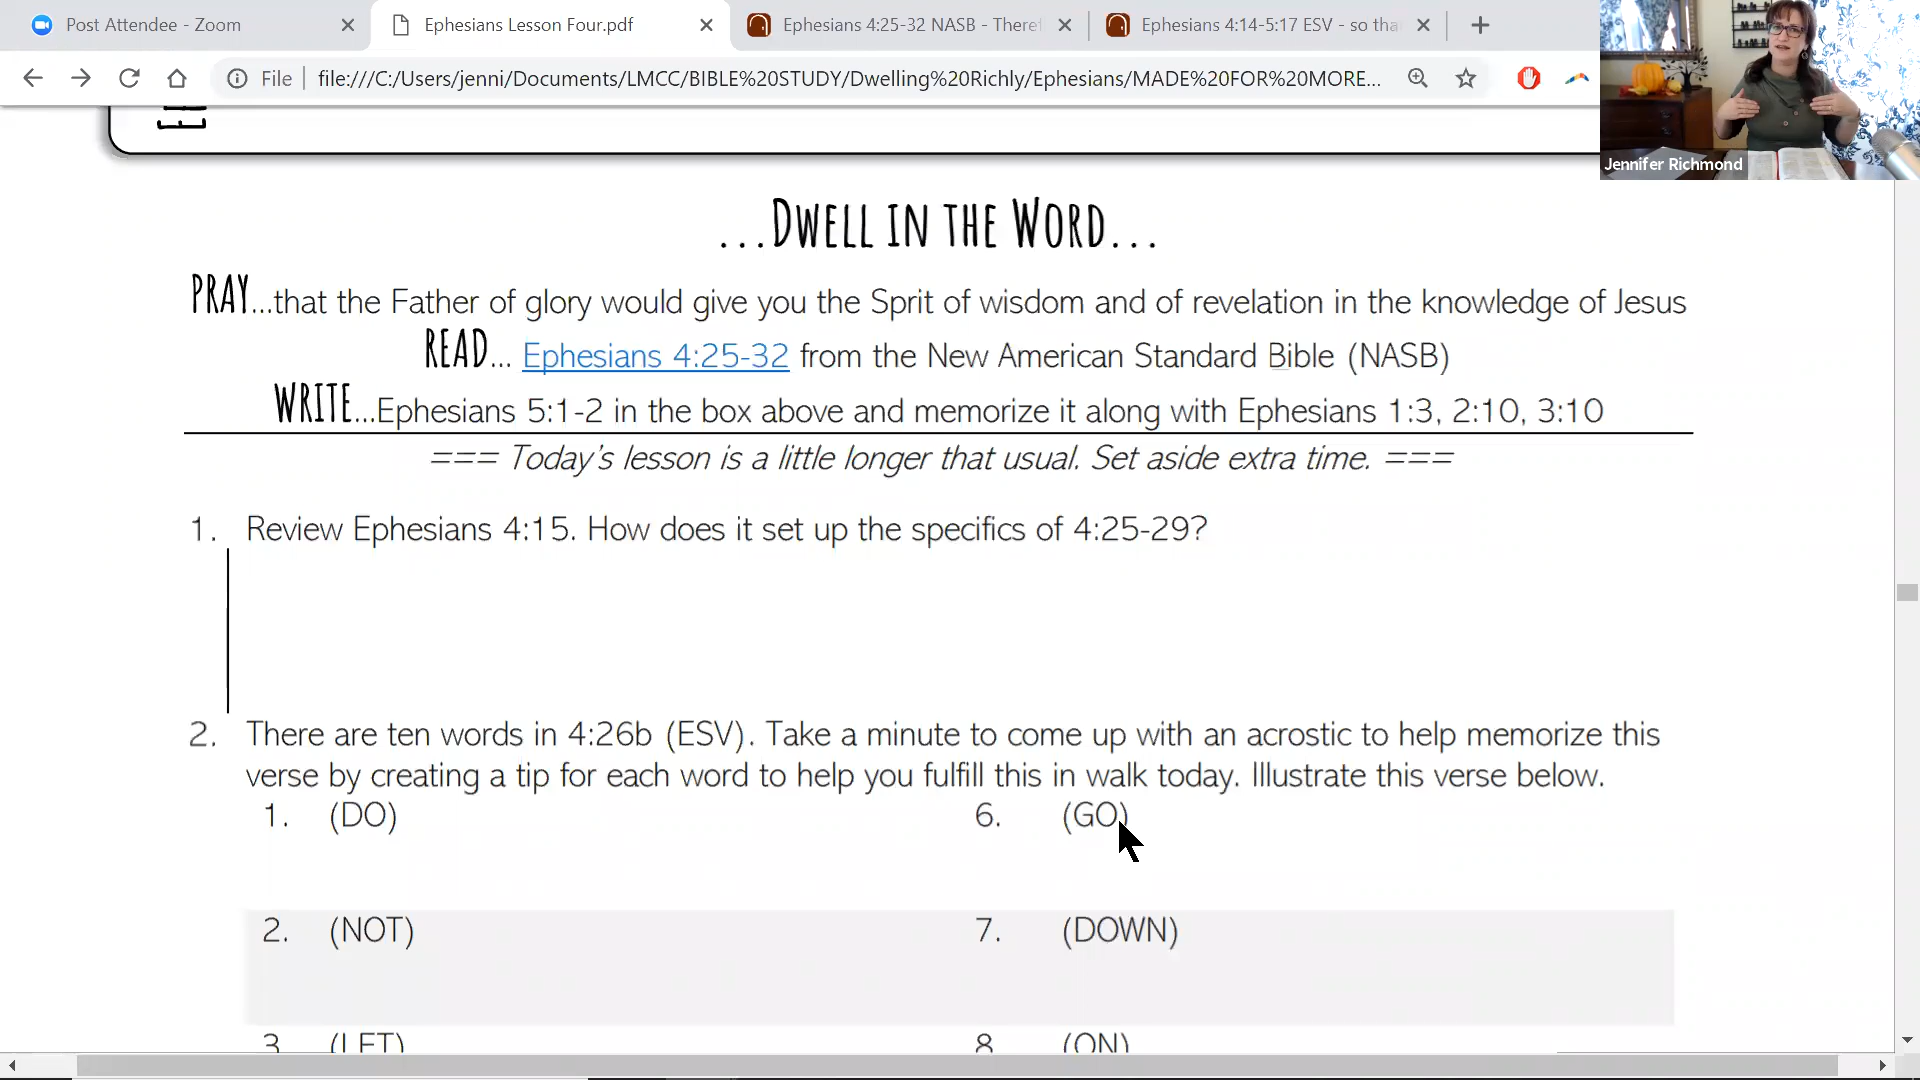 Post Attendee - Zoom
Ephesians Lesson Four.pdf
Ephesians 4:25-32 NASB - There
Ephesians 4:14-5:17 ESV - so tha
File
file:///C:/Users/jenni/Documents/LMCC/BIBLE%20STUDY/Dwelling%20Richly/Ephesians/MADE%20FOR%20MORE...
Jennifer Richmond
...DWELL IN THE WORD...
PRAY...that the Father of glory would give you the Sprit of wisdom and of revelation in the knowledge of Jesus
READ... Ephesians 4:25-32 from the New American Standard Bible (NASB)
WRITE...Ephesians 5:1-2 in the box above and memorize it along with Ephesians 1:3, 2:10, 3:10
=== Today's lesson is a little longer that usual. Set aside extra time. ===
1. Review Ephesians 4:15. How does it set up the specifics of 4:25-29?
2. There are ten words in 4:26b (ESV). Take a minute to come up with an acrostic to help memorize this
verse by creating a tip for each word to help you fulfill this in walk today. Illustrate this verse below.
1. (DO)
6. (GO)
2. (NOT)
7. (DOWN)
3 (LET)
8 (ON)